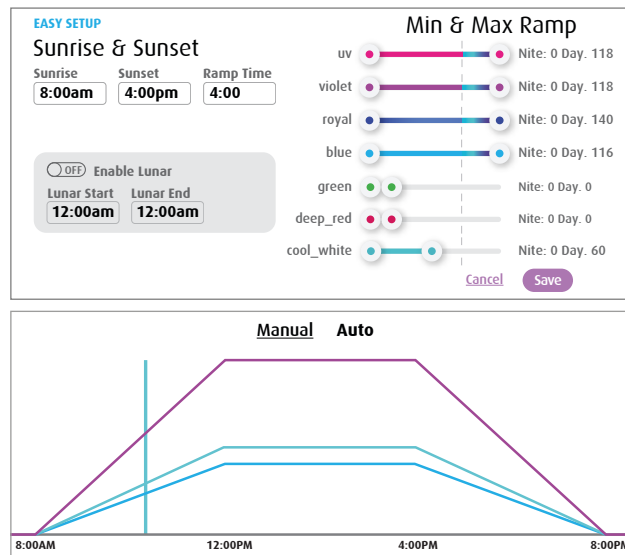 EASY SETUP
Sunrise & Sunset
Sunrise Sunset Ramp Time
8:00am 4:00pm 4:00
OFF Enable Lunar
Lunar Start Lunar End
12:00am 12:00am
Min & Max Ramp
uv Nite: 0 Day. 118
violet Nite: 0 Day. 118
royal Nite: 0 Day. 140
blue Nite: 0 Day. 116
green Nite: 0 Day. 0
deep_red Nite: 0 Day. 0
cool_white Nite: 0 Day. 60
Cancel Save
Manual Auto
8:00AM 12:00PM 4:00PM 8:00PM